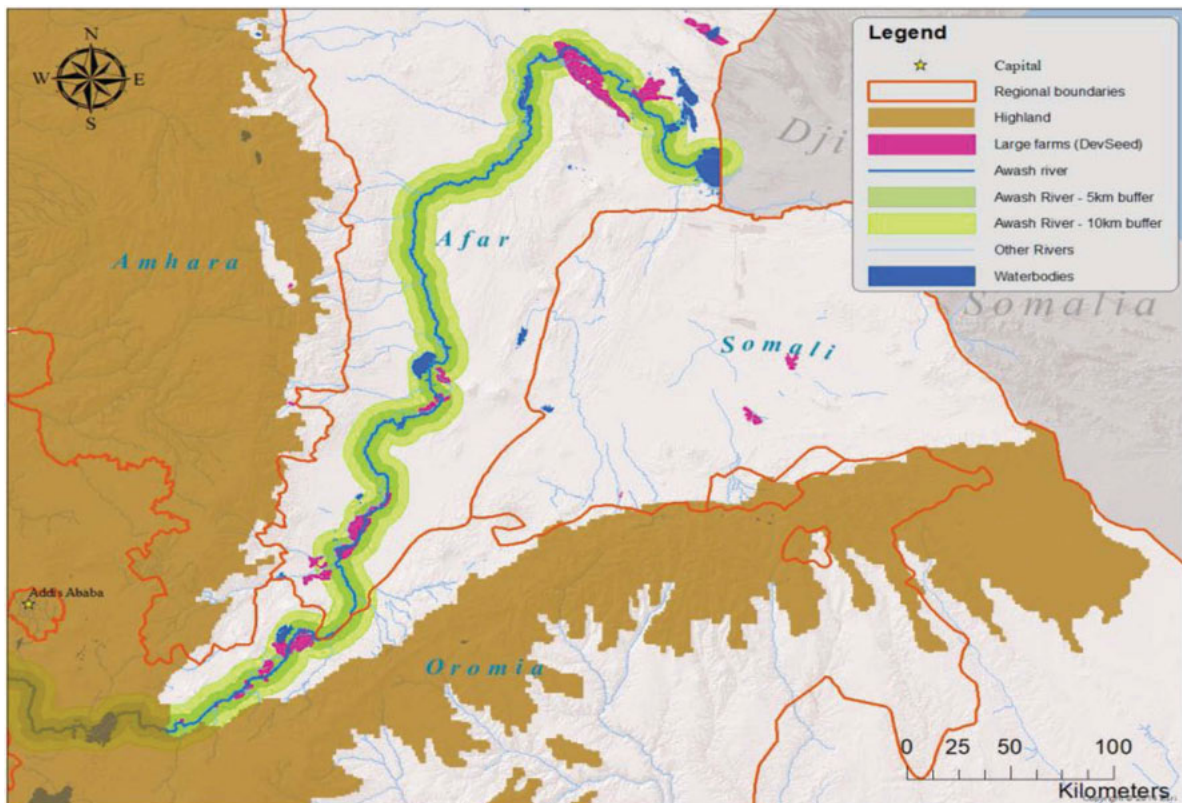 N
W E
S
Legend
Capital
Regional boundaries
Highland
Large farms (DevSeed)
Awash river
Awash River - 5km buffer
Awash River - 10km buffer
Other Rivers
Waterbodies
Dji
Afar
Amhara
Somalia
Somali
Addis Ababa
Oromia
0 25 50 100
Kilometers